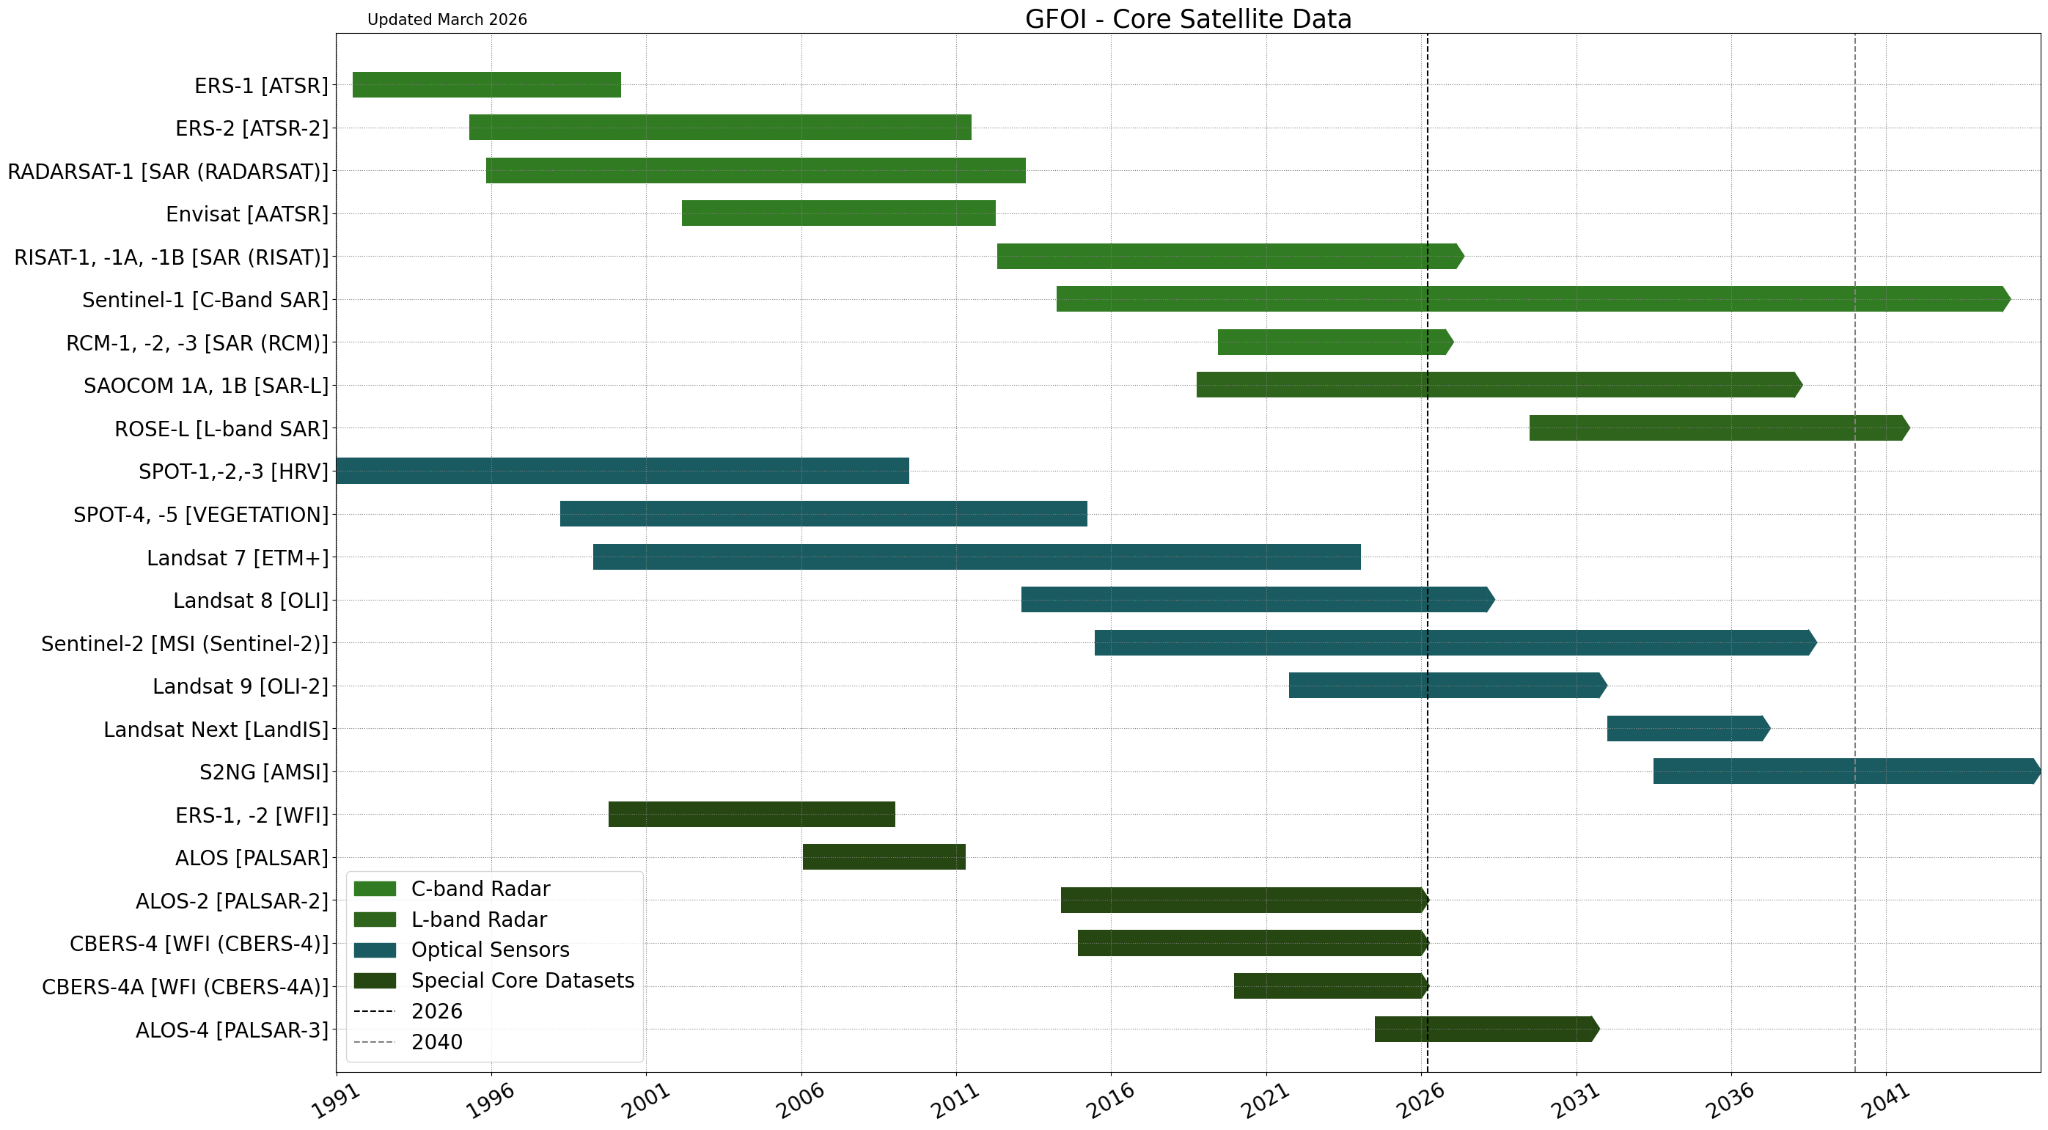 Updated March 2026
GFOI - Core Satellite Data
ERS-1 [ATSR]
ERS-2 [ATSR-2]
RADARSAT-1 [SAR (RADARSAT)]
Envisat [AATSR]
RISAT-1, -1A, -1B [SAR (RISAT)]
Sentinel-1 [C-Band SAR]
RCM-1, -2, -3 [SAR (RCM)]
SAOCOM 1A, 1B [SAR-L]
ROSE-L [L-band SAR]
SPOT-1,-2,-3 [HRV]
SPOT-4, -5 [VEGETATION]
Landsat 7 [ETM+]
Landsat 8 [OLI]
Sentinel-2 [MSI (Sentinel-2)]
Landsat 9 [OLI-2]
Landsat Next [LandIS]
S2NG [AMSI]
ERS-1, -2 [WFI]
ALOS [PALSAR]
ALOS-2 [PALSAR-2]
CBERS-4 [WFI (CBERS-4)]
CBERS-4A [WFI (CBERS-4A)]
ALOS-4 [PALSAR-3]
C-band Radar
L-band Radar
Optical Sensors
Special Core Datasets
2026
2040
1991 1996 2001 2006 2011 2016 2021 2026 2031 2036 2041